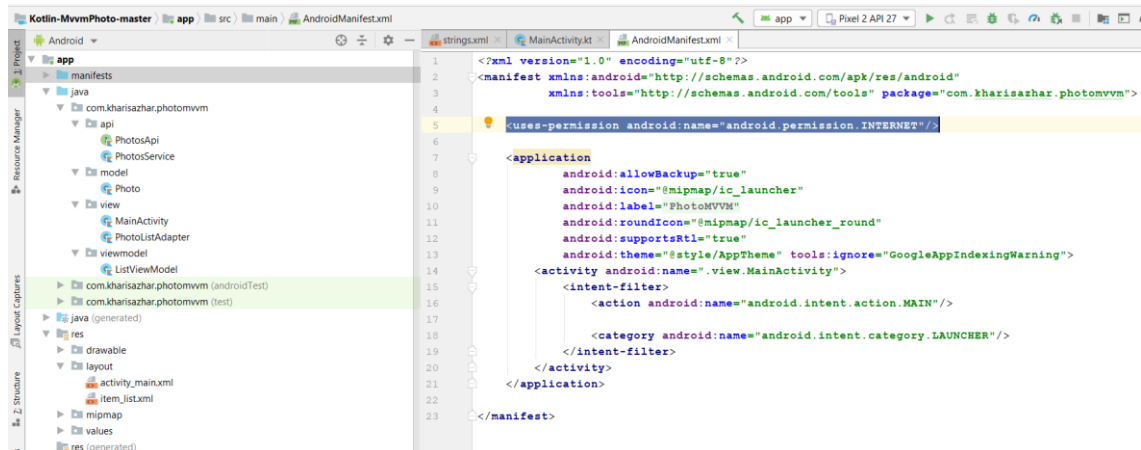 Kotlin-MvvmPhoto-master app src main AndroidManifest.xml
app Pixel 2 API 27
1: Project
Resource Manager
Layout Captures
Z: Structure
Android
app
manifests
java
com.kharisazhar.photomvvm
api
PhotosApi
PhotosService
model
Photo
view
MainActivity
PhotoListAdapter
viewmodel
ListViewModel
com.kharisazhar.photomvvm (androidTest)
com.kharisazhar.photomvvm (test)
java (generated)
res
drawable
layout
activity_main.xml
item_list.xml
mipmap
values
res (generated)
strings.xml MainActivity.kt AndroidManifest.xml
1 <?xml version="1.0" encoding="utf-8"?>
2 <manifest xmlns:android="http://schemas.android.com/apk/res/android"
3 xmlns:tools="http://schemas.android.com/tools" package="com.kharisazhar.photomvvm">
4
5 <uses-permission android:name="android.permission.INTERNET"/>
6
7 <application
8 android:allowBackup="true"
9 android:icon="@mipmap/ic_launcher"
10 android:label="PhotoMVVM"
11 android:roundIcon="@mipmap/ic_launcher_round"
12 android:supportsRtl="true"
13 android:theme="@style/AppTheme" tools:ignore="GoogleAppIndexingWarning">
14 <activity android:name=".view.MainActivity">
15 <intent-filter>
16 <action android:name="android.intent.action.MAIN"/>
17
18 <category android:name="android.intent.category.LAUNCHER"/>
19 </intent-filter>
20 </activity>
21 </application>
22
23 </manifest>